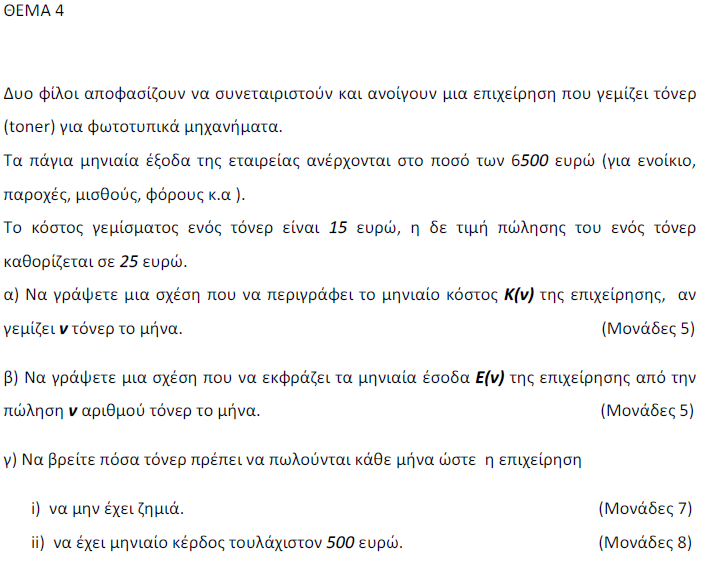 ΘΕΜΑ 4
Δυο φίλοι αποφασίζουν να συνεταιριστούν και ανοίγουν μια επιχείρηση που γεμίζει τόνερ
(toner) για φωτοτυπικά μηχανήματα.
Τα πάγια μηνιαία έξοδα της εταιρείας ανέρχονται στο ποσό των 6500 ευρώ (για ενοίκιο,
παροχές, μισθούς, φόρους κ.α ).
Το κόστος γεμίσματος ενός τόνερ είναι 15 ευρώ, η δε τιμή πώλησης του ενός τόνερ
καθορίζεται σε 25 ευρώ.
α) Να γράψετε μια σχέση που να περιγράφει το μηνιαίο κόστος Κ(ν) της επιχείρησης, αν
γεμίζει ν τόνερ το μήνα. (Μονάδες 5)
β) Να γράψετε μια σχέση που να εκφράζει τα μηνιαία έσοδα Ε(ν) της επιχείρησης από την
πώληση ν αριθμού τόνερ το μήνα. (Μονάδες 5)
γ) Να βρείτε πόσα τόνερ πρέπει να πωλούνται κάθε μήνα ώστε η επιχείρηση
i) να μην έχει ζημιά. (Μονάδες 7)
ii) να έχει μηνιαίο κέρδος τουλάχιστον 500 ευρώ. (Μονάδες 8)